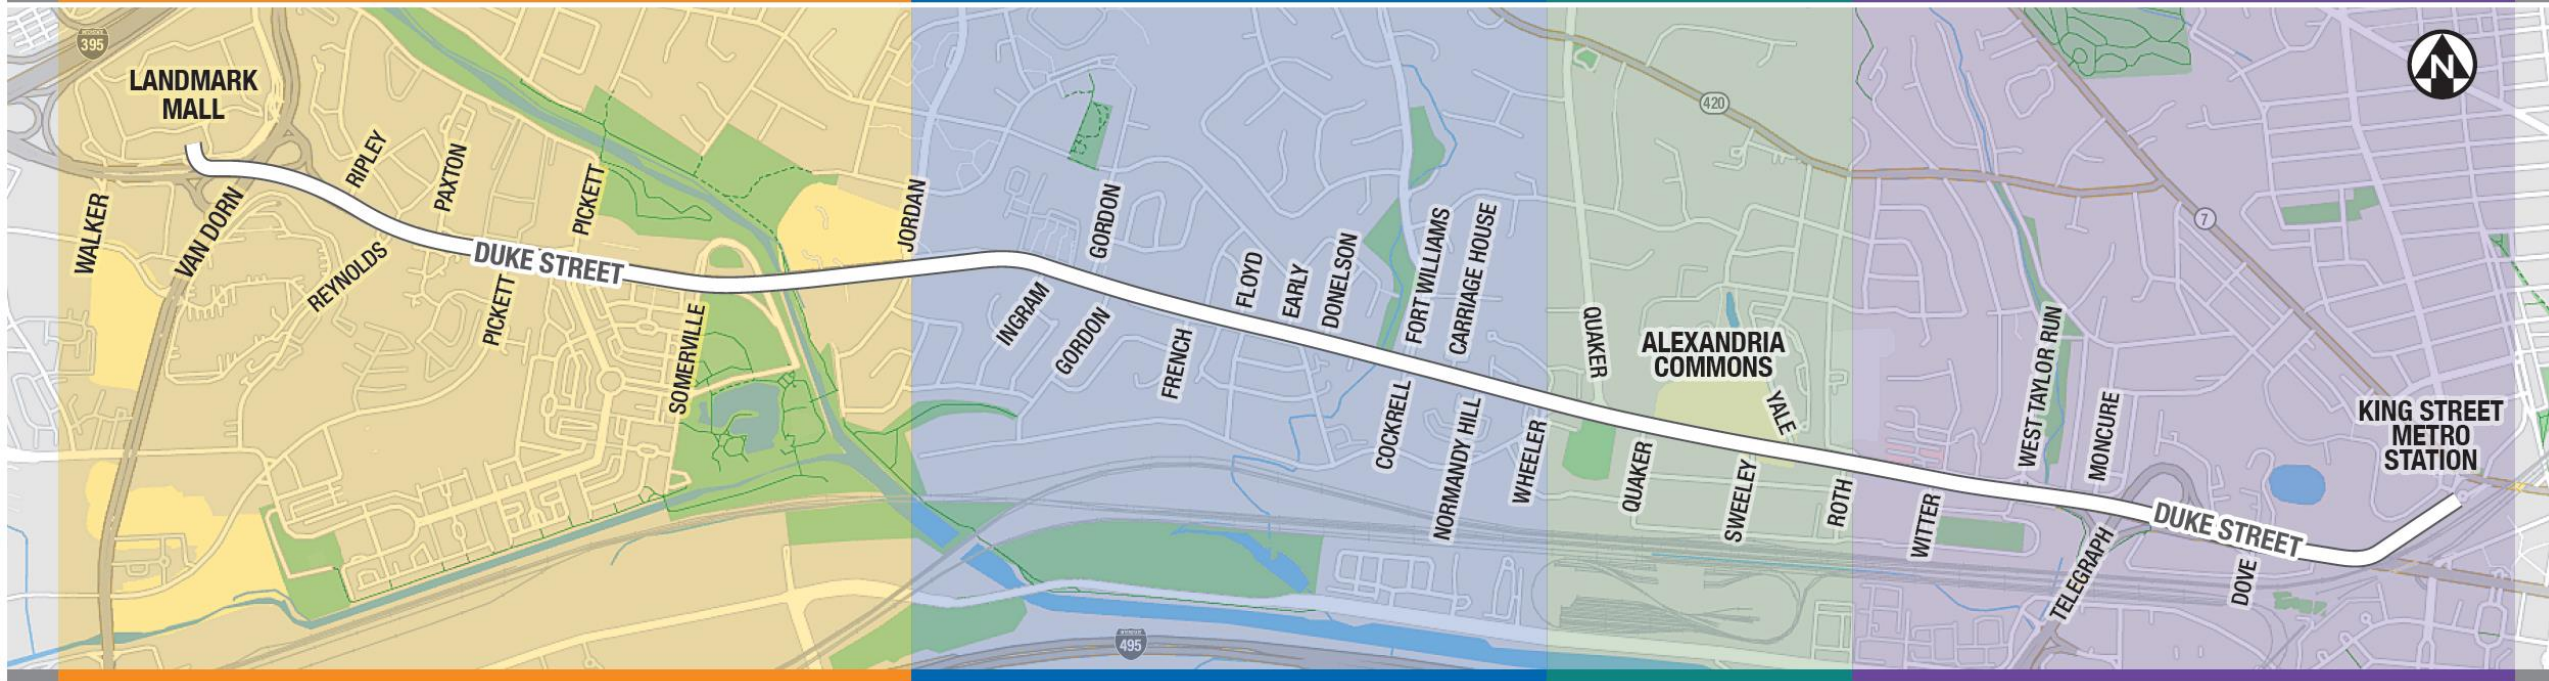 INTERSTATE
395
LANDMARK
MALL
WALKER
VAN DORN
RIPLEY
REYNOLDS
PAXTON
PICKETT
PICKETT
DUKE STREET
SOMERVILLE
JORDAN
INGRAM
GORDON
GORDON
FRENCH
FLOYD
EARLY
DONELSON
COCKRELL
FORT WILLIAMS
CARRIAGE HOUSE
NORMANDY HILL
WHEELER
INTERSTATE
495
QUAKER
QUAKER
420
ALEXANDRIA
COMMONS
SWEELEY
YALE
ROTH
WITTER
WEST TAYLOR RUN
MONCURE
TELEGRAPH
7
DUKE STREET
DOVE
KING STREET
METRO
STATION
N